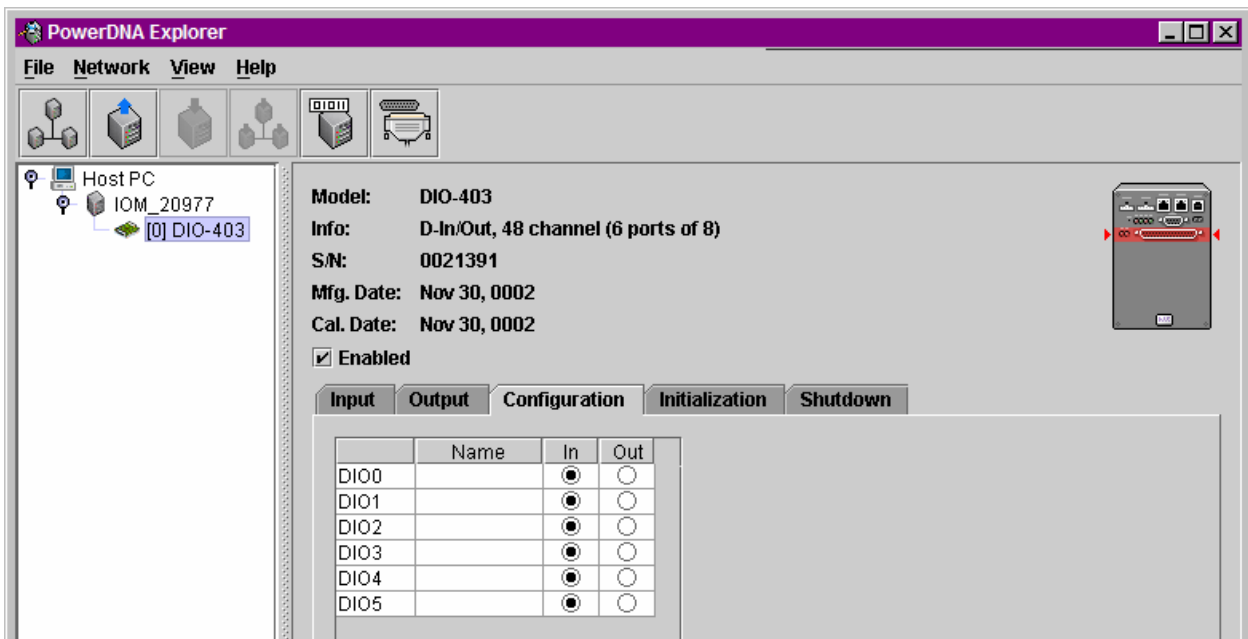 PowerDNA Explorer
File Network View Help
01011
Host PC
IOM_20977
[0] DIO-403
Model: DIO-403
Info: D-In/Out, 48 channel (6 ports of 8)
S/N: 0021391
Mfg. Date: Nov 30, 0002
Cal. Date: Nov 30, 0002
Enabled
Input Output Configuration Initialization Shutdown
Name In Out
DIO0
DIO1
DIO2
DIO3
DIO4
DIO5